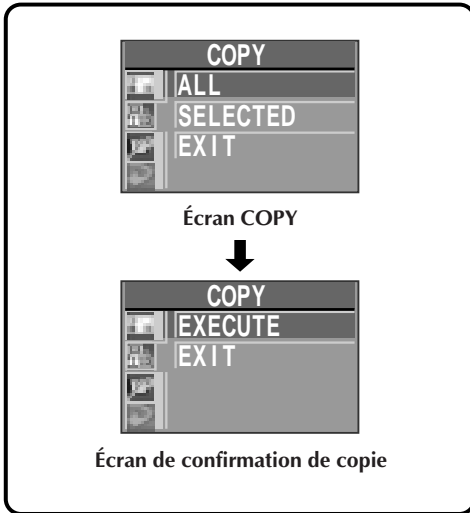 COPY
ALL
SELECTED
EXIT
Écran COPY
COPY
EXECUTE
EXIT
Écran de confirmation de copie